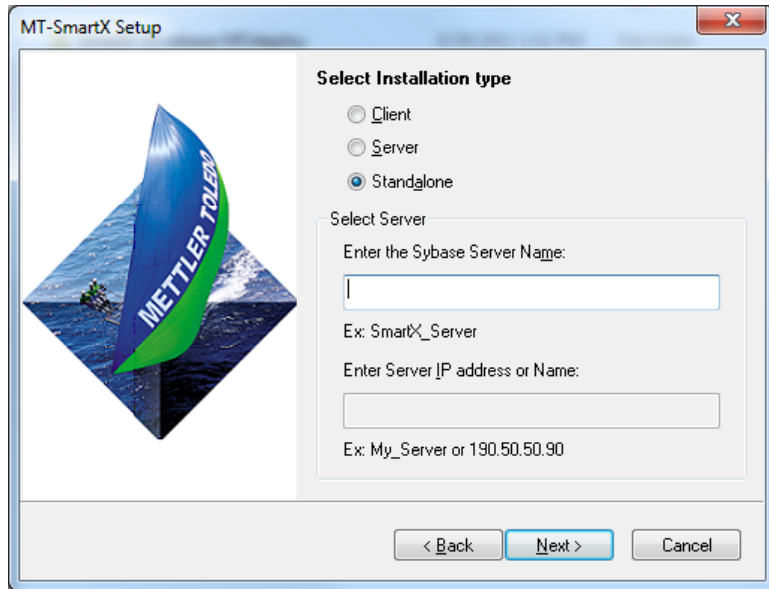 MT-SmartX Setup
Select Installation type
Client
Server
Standalone
Select Server
Enter the Sybase Server Name:
Ex: SmartX_Server
Enter Server IP address or Name:
Ex: My_Server or 190.50.50.90
METTLER TOLEDO
< Back
Next >
Cancel